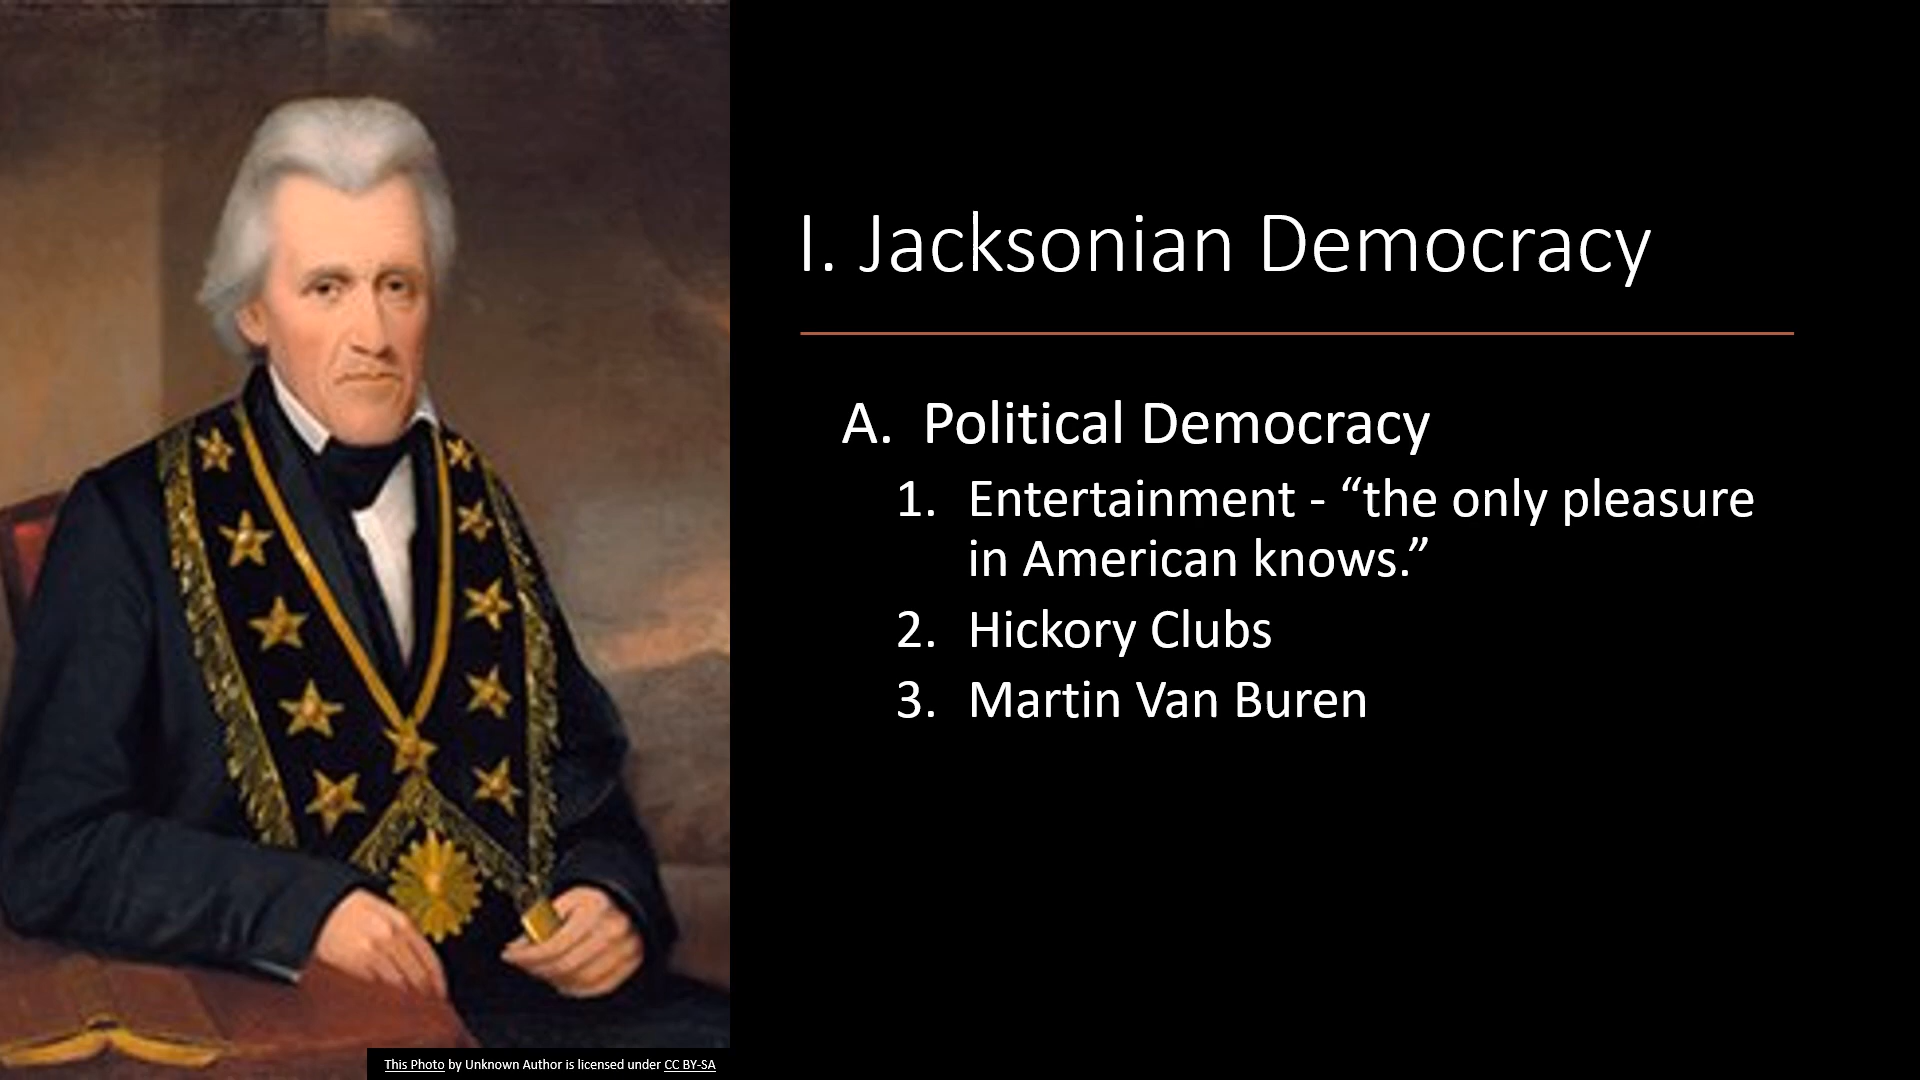 I. Jacksonian Democracy
A. Political Democracy
1. Entertainment - “the only pleasure
in American knows.”
2. Hickory Clubs
3. Martin Van Buren
This Photo by Unknown Author is licensed under CC BY-SA